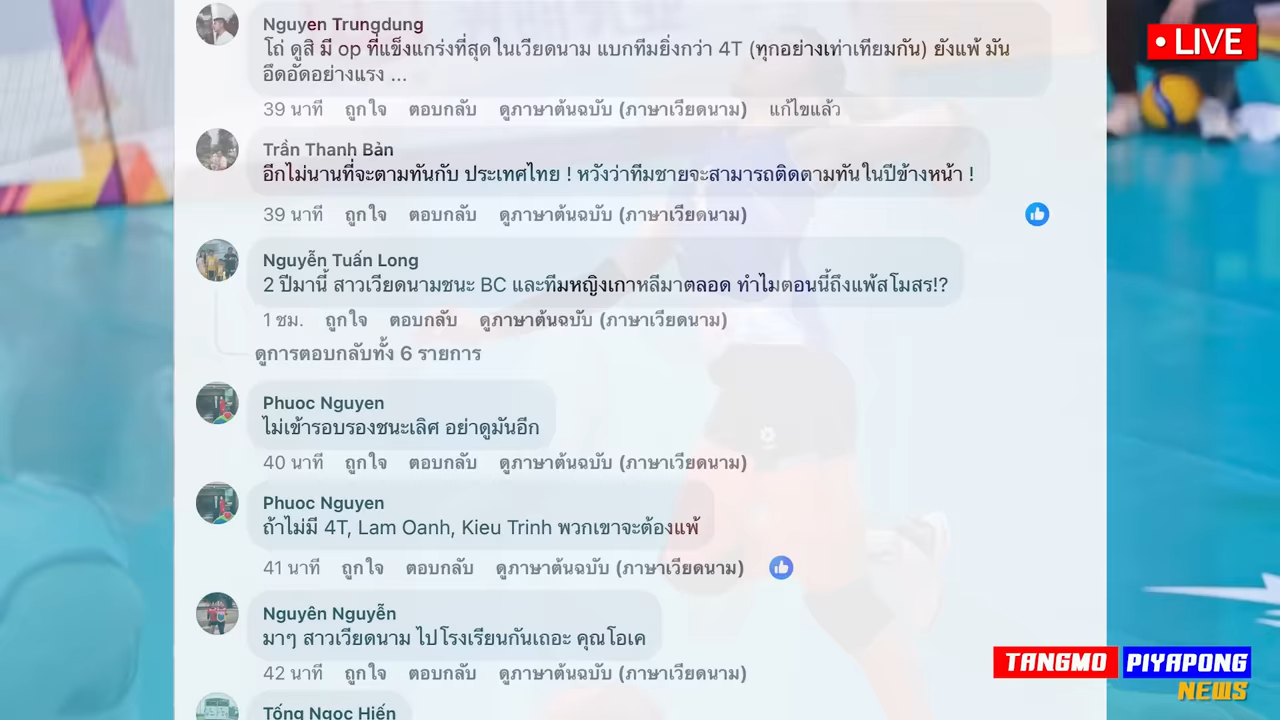 Nguyen Trungdung
โถ่ ดูสิ มี op ที่แข็งแกร่งที่สุดในเวียดนาม แบกทีมยิ่งกว่า 4T (ทุกอย่างเท่าเทียมกัน) ยังแพ้ มัน
อึดอัดอย่างแรง ...
39 นาที ถูกใจ ตอบกลับ ดูภาษาต้นฉบับ (ภาษาเวียดนาม) แก้ไขแล้ว
Trần Thanh Bản
อีกไม่นานที่จะตามทันกับ ประเทศไทย ! หวังว่าทีมชายจะสามารถติดตามทันในปีข้างหน้า !
39 นาที ถูกใจ ตอบกลับ ดูภาษาต้นฉบับ (ภาษาเวียดนาม)
Nguyễn Tuấn Long
2 ปีมานี้ สาวเวียดนามชนะ BC และทีมหญิงเกาหลีมาตลอด ทำไมตอนนี้ถึงแพ้สโมสร!?
1 ชม. ถูกใจ ตอบกลับ ดูภาษาต้นฉบับ (ภาษาเวียดนาม)
ดูการตอบกลับทั้ง 6 รายการ
Phuoc Nguyen
ไม่เข้ารอบรองชนะเลิศ อย่าดูมันอีก
40 นาที ถูกใจ ตอบกลับ ดูภาษาต้นฉบับ (ภาษาเวียดนาม)
Phuoc Nguyen
ถ้าไม่มี 4T, Lam Oanh, Kieu Trinh พวกเขาจะต้องแพ้
41 นาที ถูกใจ ตอบกลับ ดูภาษาต้นฉบับ (ภาษาเวียดนาม)
Nguyên Nguyễn
มาๆ สาวเวียดนาม ไปโรงเรียนกันเถอะ คุณโอเค
42 นาที ถูกใจ ตอบกลับ ดูภาษาต้นฉบับ (ภาษาเวียดนาม)
Tống Ngọc Hiến
• LIVE
TANGMO PIYAPONG
NEWS